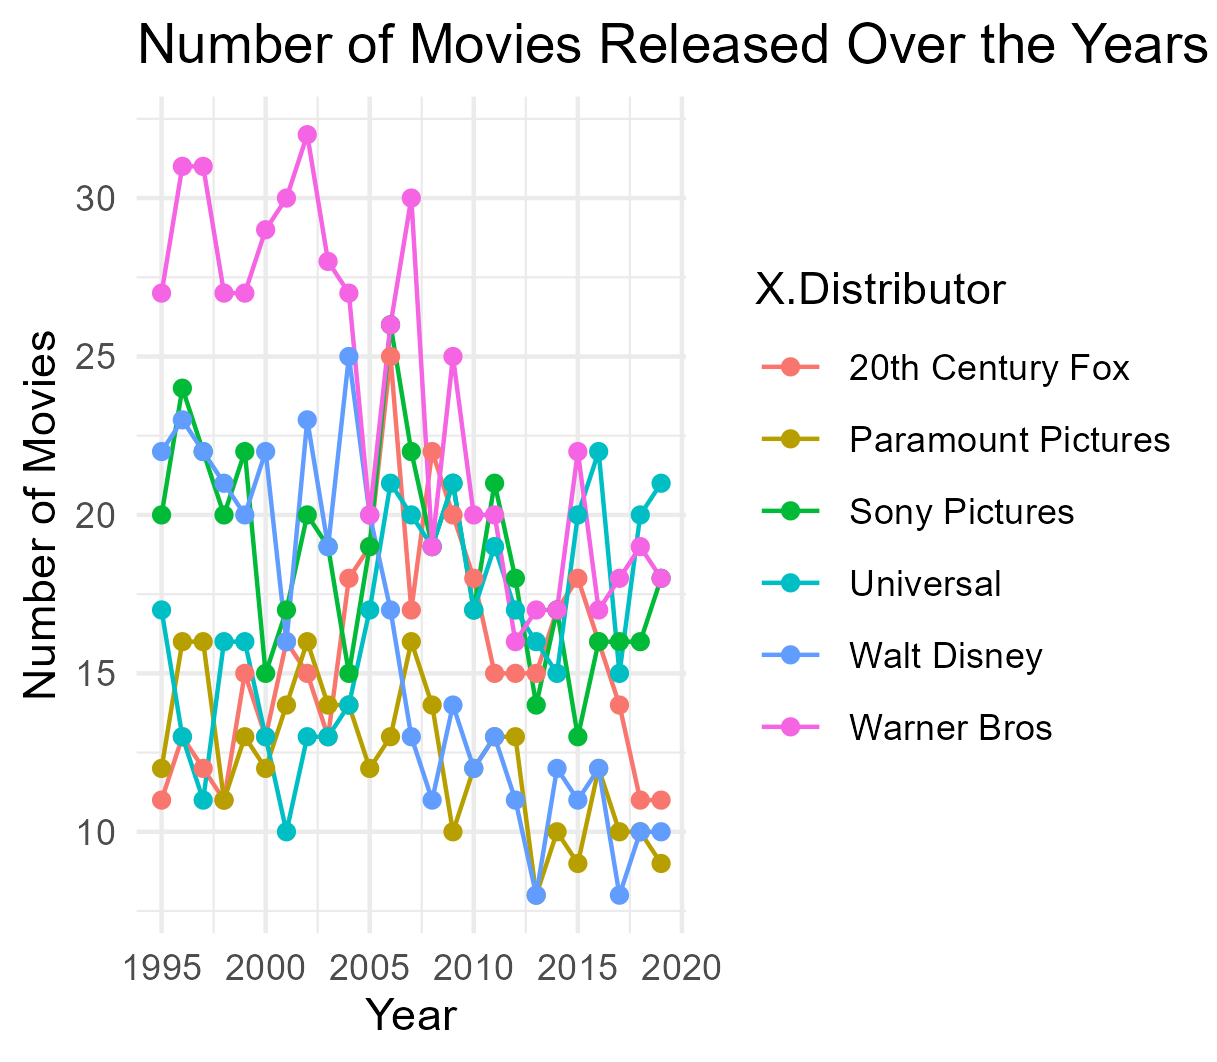 Number of Movies Released Over the Years
Number of Movies
30
25
20
15
10
1995 2000 2005 2010 2015 2020
Year
X.Distributor
20th Century Fox
Paramount Pictures
Sony Pictures
Universal
Walt Disney
Warner Bros